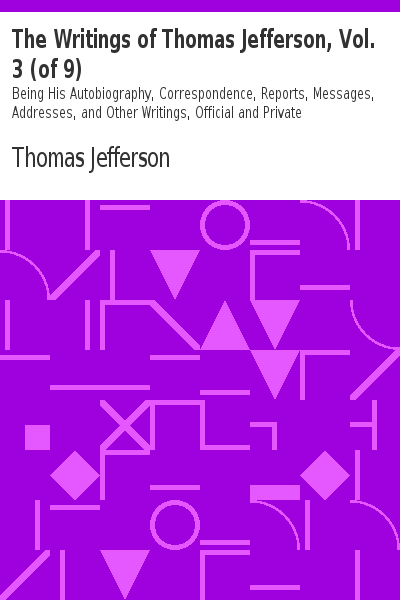 The Writings of Thomas Jefferson, Vol.
3 (of 9)
Being His Autobiography, Correspondence, Reports, Messages,
Addresses, and Other Writings, Official and Private
Thomas Jefferson